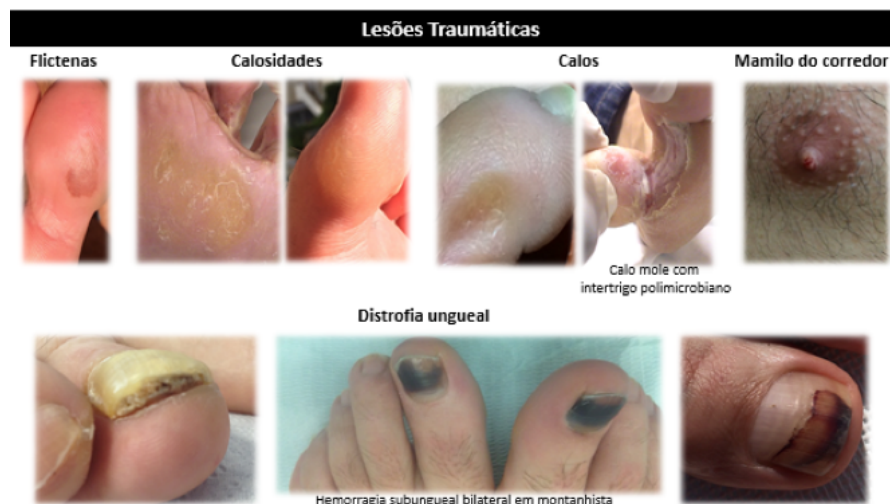 Lesões Traumáticas
Flictenas
Calosidades
Calos
Mamilo do corredor
Calo mole com
intertrigo polimicrobiano
Distrofia ungueal
Hemorragia subungueal bilateral em montanhista